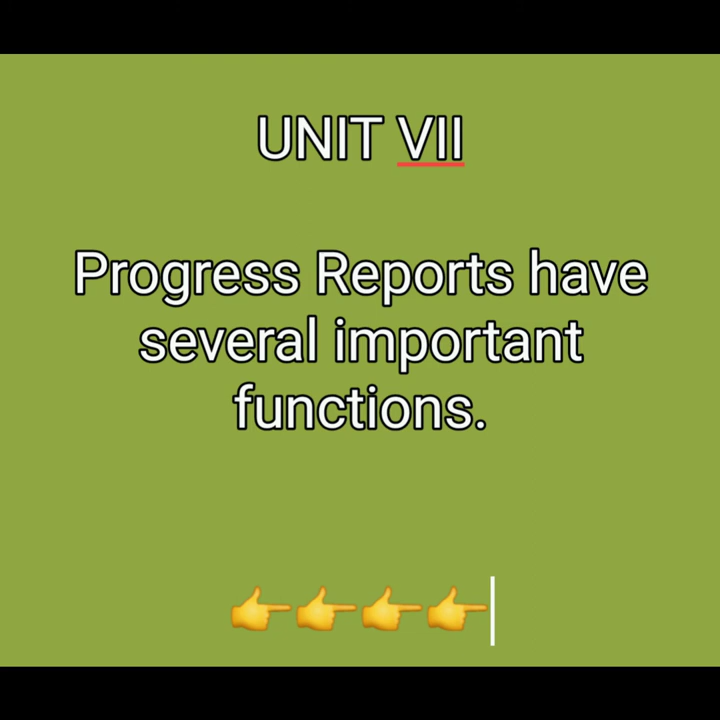 UNIT VII
Progress Reports have
several important
functions.
👉👉👉👉